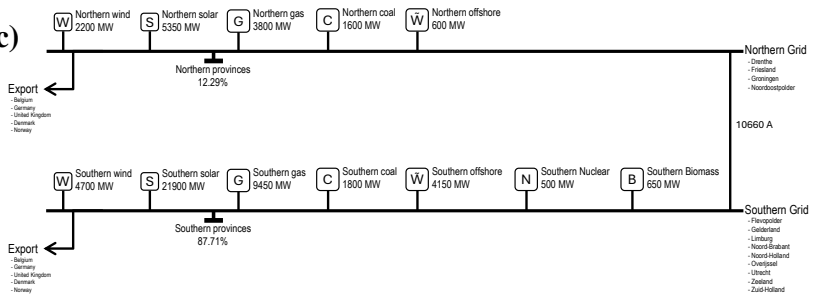 c)
W Northern wind
2200 MW
S Northern solar
5350 MW
G Northern gas
3800 MW
C Northern coal
1600 MW
W̃ Northern offshore
600 MW
Northern provinces
12.29%
Export
- Belgium
- Germany
- United Kingdom
- Denmark
- Norway
Northern Grid
- Drenthe
- Friesland
- Groningen
- Noordoostpolder
10660 A
W Southern wind
4700 MW
S Southern solar
21900 MW
G Southern gas
9450 MW
C Southern coal
1800 MW
W̃ Southern offshore
4150 MW
N Southern Nuclear
500 MW
B Southern Biomass
650 MW
Southern provinces
87.71%
Export
- Belgium
- Germany
- United Kingdom
- Denmark
- Norway
Southern Grid
- Flevopolder
- Gelderland
- Limburg
- Noord-Brabant
- Noord-Holland
- Overijssel
- Utrecht
- Zeeland
- Zuid-Holland